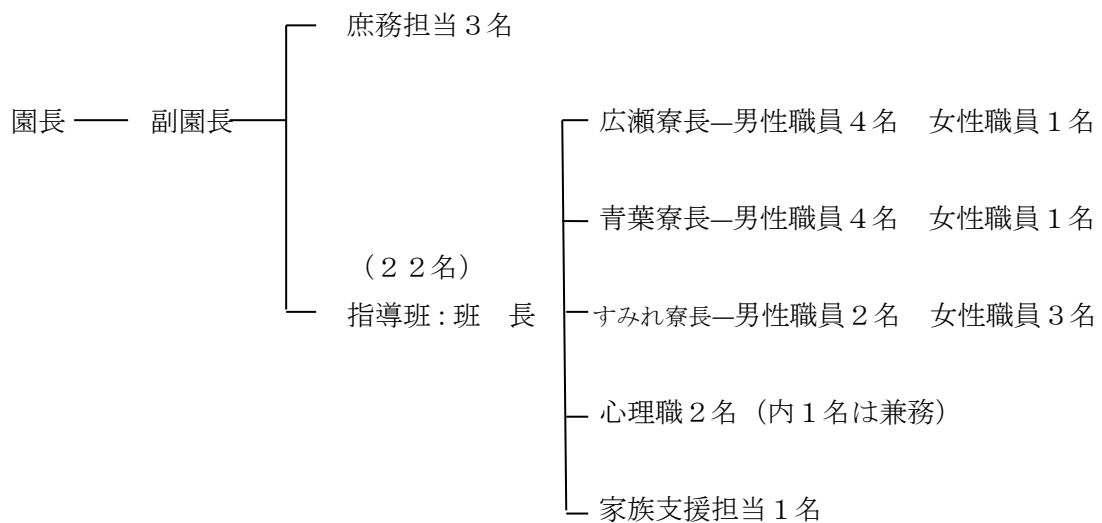 庶務担当３名
園長 副園長
広瀬寮長―男性職員４名　女性職員１名
青葉寮長―男性職員４名　女性職員１名
（２２名）
指導班：班　長
すみれ寮長―男性職員２名　女性職員３名
心理職２名（内１名は兼務）
家族支援担当１名